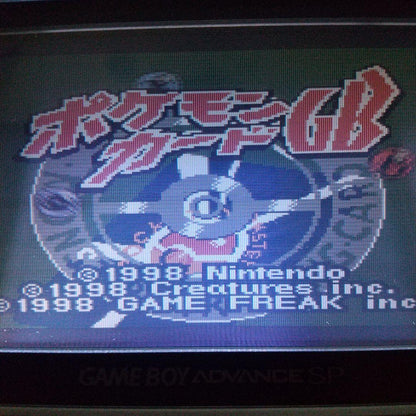 ポケモン
カードGB
©1998 Nintendo
©1998 Creatures inc.
©1998 GAME FREAK inc
GAME BOY ADVANCE SP